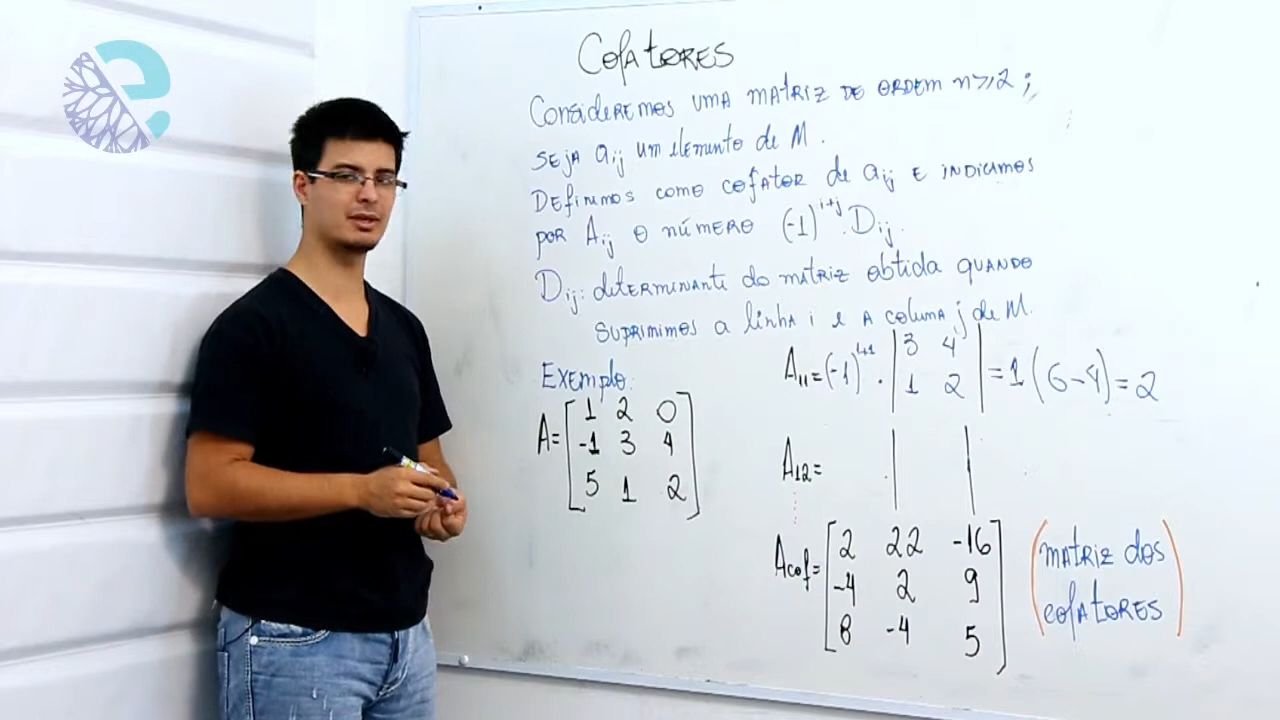 COFATORES
CONSIDEREMOS UMA MATRIZ DE ORDEM n⩾2;
SEJA aij um elemento de M.
DEFINIMOS COMO COFATOR de aij E INDICAMOS
POR Aij O NÚMERO (-1)^i+j . Dij.
Dij: determinante do matriz obtida quando
SUPRIMIMOS a linha i e A coluna j de M.
Exemplo:
A11=(-1)^1+1 . |3 4|
|1 2| =1(6-4)=2
A=[1 2 0
-1 3 4
5 1 2]
A12= | |
Acof=[2 22 -16
-4 2 9
8 -4 5]
(MATRIZ dos
cofatores)